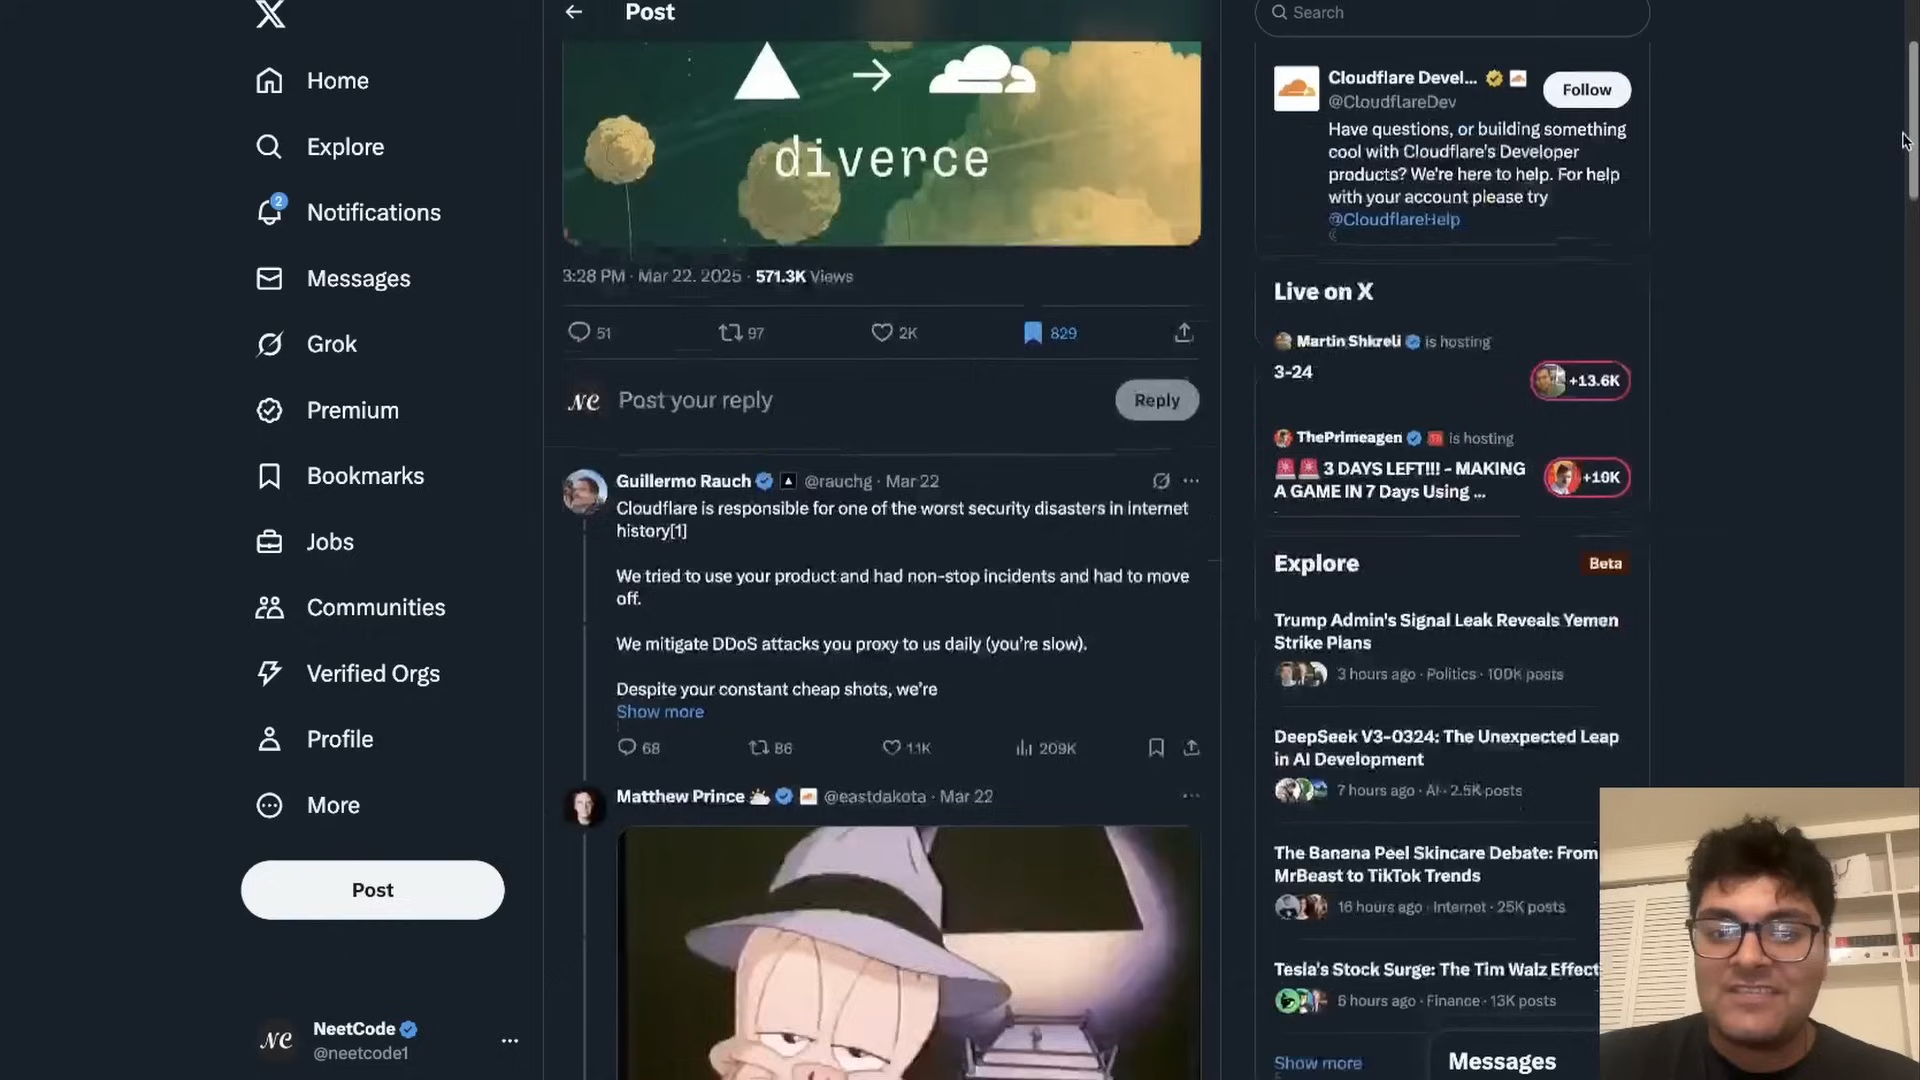 Home
Explore
2
Notifications
Messages
Grok
Premium
Bookmarks
Jobs
Communities
Verified Orgs
Profile
More
Post
NC
NeetCode
@neetcode1
Post
diverce
3:28 PM · Mar 22, 2025 · 571.3K Views
51
97
2K
829
NC
Post your reply
Reply
Guillermo Rauch @rauchg · Mar 22
Cloudflare is responsible for one of the worst security disasters in internet
history[1]
We tried to use your product and had non-stop incidents and had to move
off.
We mitigate DDoS attacks you proxy to us daily (you're slow).
Despite your constant cheap shots, we're
Show more
68
86
1.1K
209K
Matthew Prince @eastdakota · Mar 22
Search
Cloudflare Devel...
@CloudflareDev
Follow
Have questions, or building something
cool with Cloudflare's Developer
products? We're here to help. For help
with your account please try
@CloudflareHelp
Live on X
Martin Shkreli is hosting
3-24
+13.6K
ThePrimeagen is hosting
3 DAYS LEFT!!! - MAKING
A GAME IN 7 Days Using ...
+10K
Explore
Beta
Trump Admin's Signal Leak Reveals Yemen
Strike Plans
3 hours ago · Politics · 100K posts
DeepSeek V3-0324: The Unexpected Leap
in AI Development
7 hours ago · AI · 2.5K posts
The Banana Peel Skincare Debate: From
MrBeast to TikTok Trends
16 hours ago · Internet · 25K posts
Tesla's Stock Surge: The Tim Walz Effect
6 hours ago · Finance · 13K posts
Show more
Messages